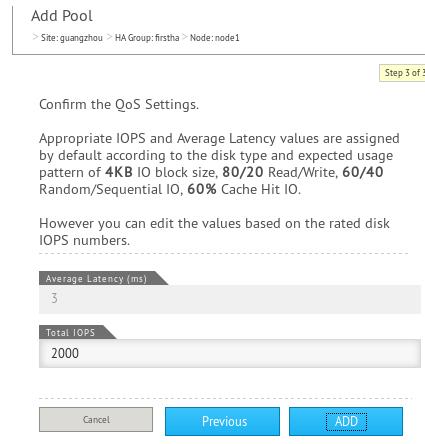 Add Pool
> Site: guangzhou > HA Group: firstha > Node: node1
Step 3 of 3
Confirm the QoS Settings.
Appropriate IOPS and Average Latency values are assigned
by default according to the disk type and expected usage
pattern of 4KB IO block size, 80/20 Read/Write, 60/40
Random/Sequential IO, 60% Cache Hit IO.
However you can edit the values based on the rated disk
IOPS numbers.
Average Latency (ms)
3
Total IOPS
2000
Cancel Previous ADD